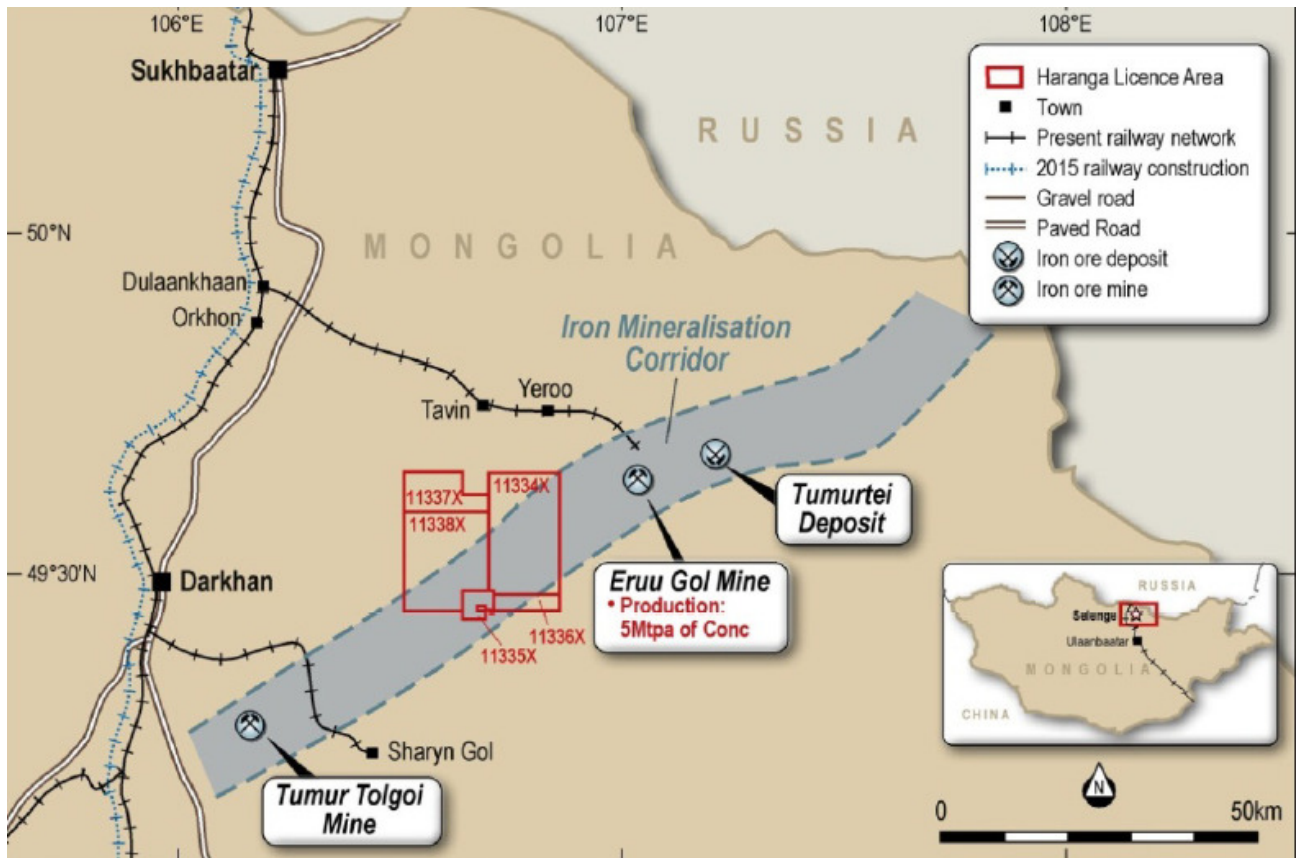 106°E
107°E
108°E
Sukhbaatar
RUSSIA
Haranga Licence Area
Town
Present railway network
2015 railway construction
Gravel road
Paved Road
Iron ore deposit
Iron ore mine
50°N
MONGOLIA
Dulaankhaan
Orkhon
Iron Mineralisation
Corridor
Yeroo
Tavin
11337X
11334X
11338X
Tumurtei
Deposit
49°30'N
Darkhan
Eruu Gol Mine
• Production:
5Mtpa of Conc
11336X
11335X
RUSSIA
Selenge
Ulaanbaatar
MONGOLIA
CHINA
Sharyn Gol
Tumur Tolgoi
Mine
N
0
50km